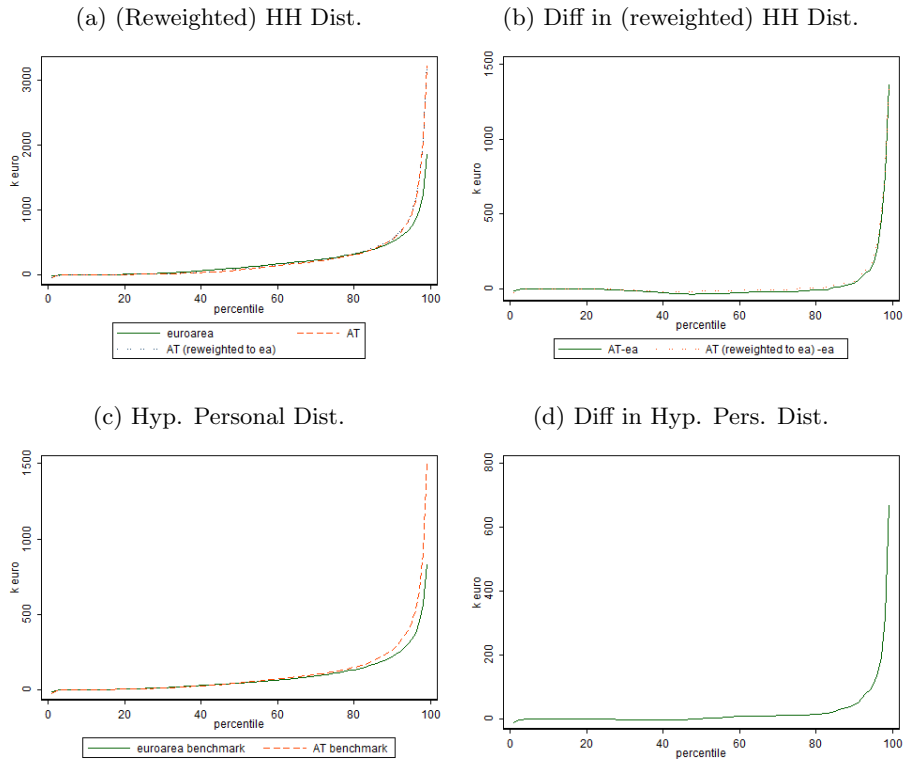 (a) (Reweighted) HH Dist.
k euro
3000
2000
1000
0
0 20 40 60 80 100
percentile
euroarea AT
AT (reweighted to ea)
(b) Diff in (reweighted) HH Dist.
k euro
1500
1000
500
0
0 20 40 60 80 100
percentile
AT-ea AT (reweighted to ea) -ea
(c) Hyp. Personal Dist.
k euro
1500
1000
500
0
0 20 40 60 80 100
percentile
euroarea benchmark AT benchmark
(d) Diff in Hyp. Pers. Dist.
k euro
800
600
400
200
0
0 20 40 60 80 100
percentile